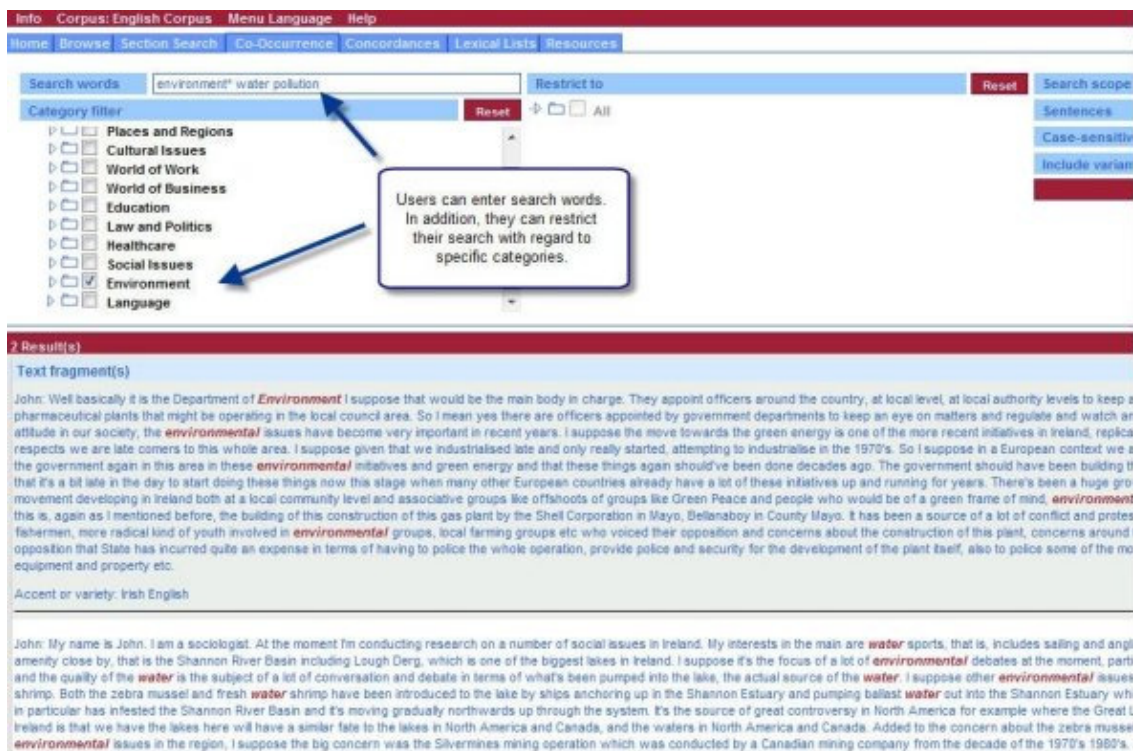 Info Corpus: English Corpus Menu Language Help
Home Browse Section Search Co-Occurrence Concordances Lexical Lists Resources
Search words environment* water pollution Restrict to Reset Search scope
Category filter Reset All Sentences
Places and Regions Case-sensitiv
Cultural Issues Include varian
World of Work
World of Business
Education
Law and Politics
Healthcare
Social Issues
Environment
Language
Users can enter search words.
In addition, they can restrict
their search with regard to
specific categories.
2 Result(s)
Text fragment(s)
John: Well basically it is the Department of Environment I suppose that would be the main body in charge. They appoint officers around the country, at local level, at local authority levels to keep a
pharmaceutical plants that might be operating in the local council area. So I mean yes there are officers appointed by government departments to keep an eye on matters and regulate and watch an
attitude in our society, the environmental issues have become very important in recent years. I suppose the move towards the green energy is one of the more recent initiatives in Ireland, replica
respects we are late comers to this whole area. I suppose given that we industrialised late and only really started, attempting to industrialise in the 1970's. So I suppose in a European context we a
the government again in this area in these environmental initiatives and green energy and that these things again should've been done decades ago. The government should have been building th
that it's a bit late in the day to start doing these things now this stage when many other European countries already have a lot of these initiatives up and running for years. There's been a huge gro
movement developing in Ireland both at a local community level and associative groups like offshoots of groups like Green Peace and people who would be of a green frame of mind, environment
this is, again as I mentioned before, the building of this construction of this gas plant by the Shell Corporation in Mayo, Bellanaboy in County Mayo. It has been a source of a lot of conflict and protes
fishermen, more radical kind of youth involved in environmental groups, local farming groups etc who voiced their opposition and concerns about the construction of this plant, concerns around
opposition that State has incurred quite an expense in terms of having to police the whole operation, provide police and security for the development of the plant itself, also to police some of the mo
equipment and property etc.
Accent or variety: Irish English
John: My name is John. I am a sociologist. At the moment I'm conducting research on a number of social issues in Ireland. My interests in the main are water sports, that is, includes sailing and angli
amenity close by, that is the Shannon River Basin including Lough Derg, which is one of the biggest lakes in Ireland. I suppose it's the focus of a lot of environmental debates at the moment, parti
and the quality of the water is the subject of a lot of conversation and debate in terms of what's been pumped into the lake, the actual source of the water. I suppose other environmental issues
shrimp. Both the zebra mussel and fresh water shrimp have been introduced to the lake by ships anchoring up in the Shannon Estuary and pumping ballast water out into the Shannon Estuary whi
in particular has infested the Shannon River Basin and it's moving gradually northwards up through the system. It's the source of great controversy in North America for example where the Great L
Ireland is that we have the lakes here will have a similar fate to the lakes in North America and Canada, and the waters in North America and Canada. Added to the concern about the zebra musse
environmental issues in the region, I suppose the big concern was the Silvermines mining operation which was conducted by a Canadian mining company from the decade of the 1970's 1980's